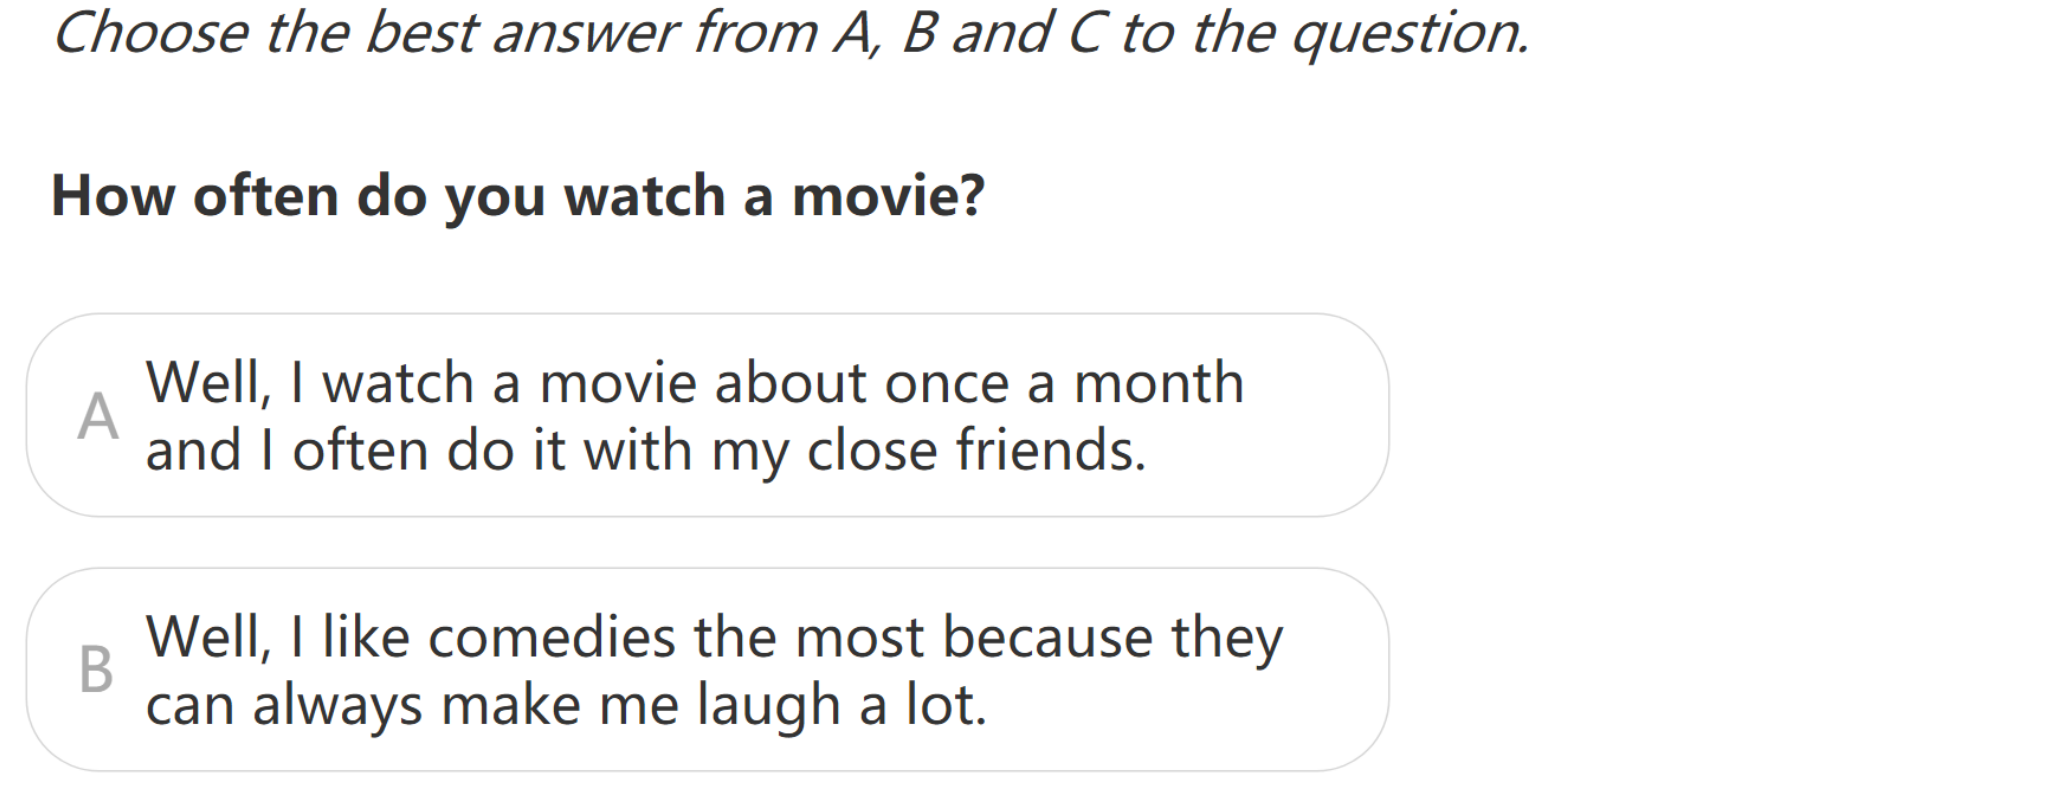 Choose the best answer from A, B and C to the question.
How often do you watch a movie?
A
Well, I watch a movie about once a month
and I often do it with my close friends.
B
Well, I like comedies the most because they
can always make me laugh a lot.